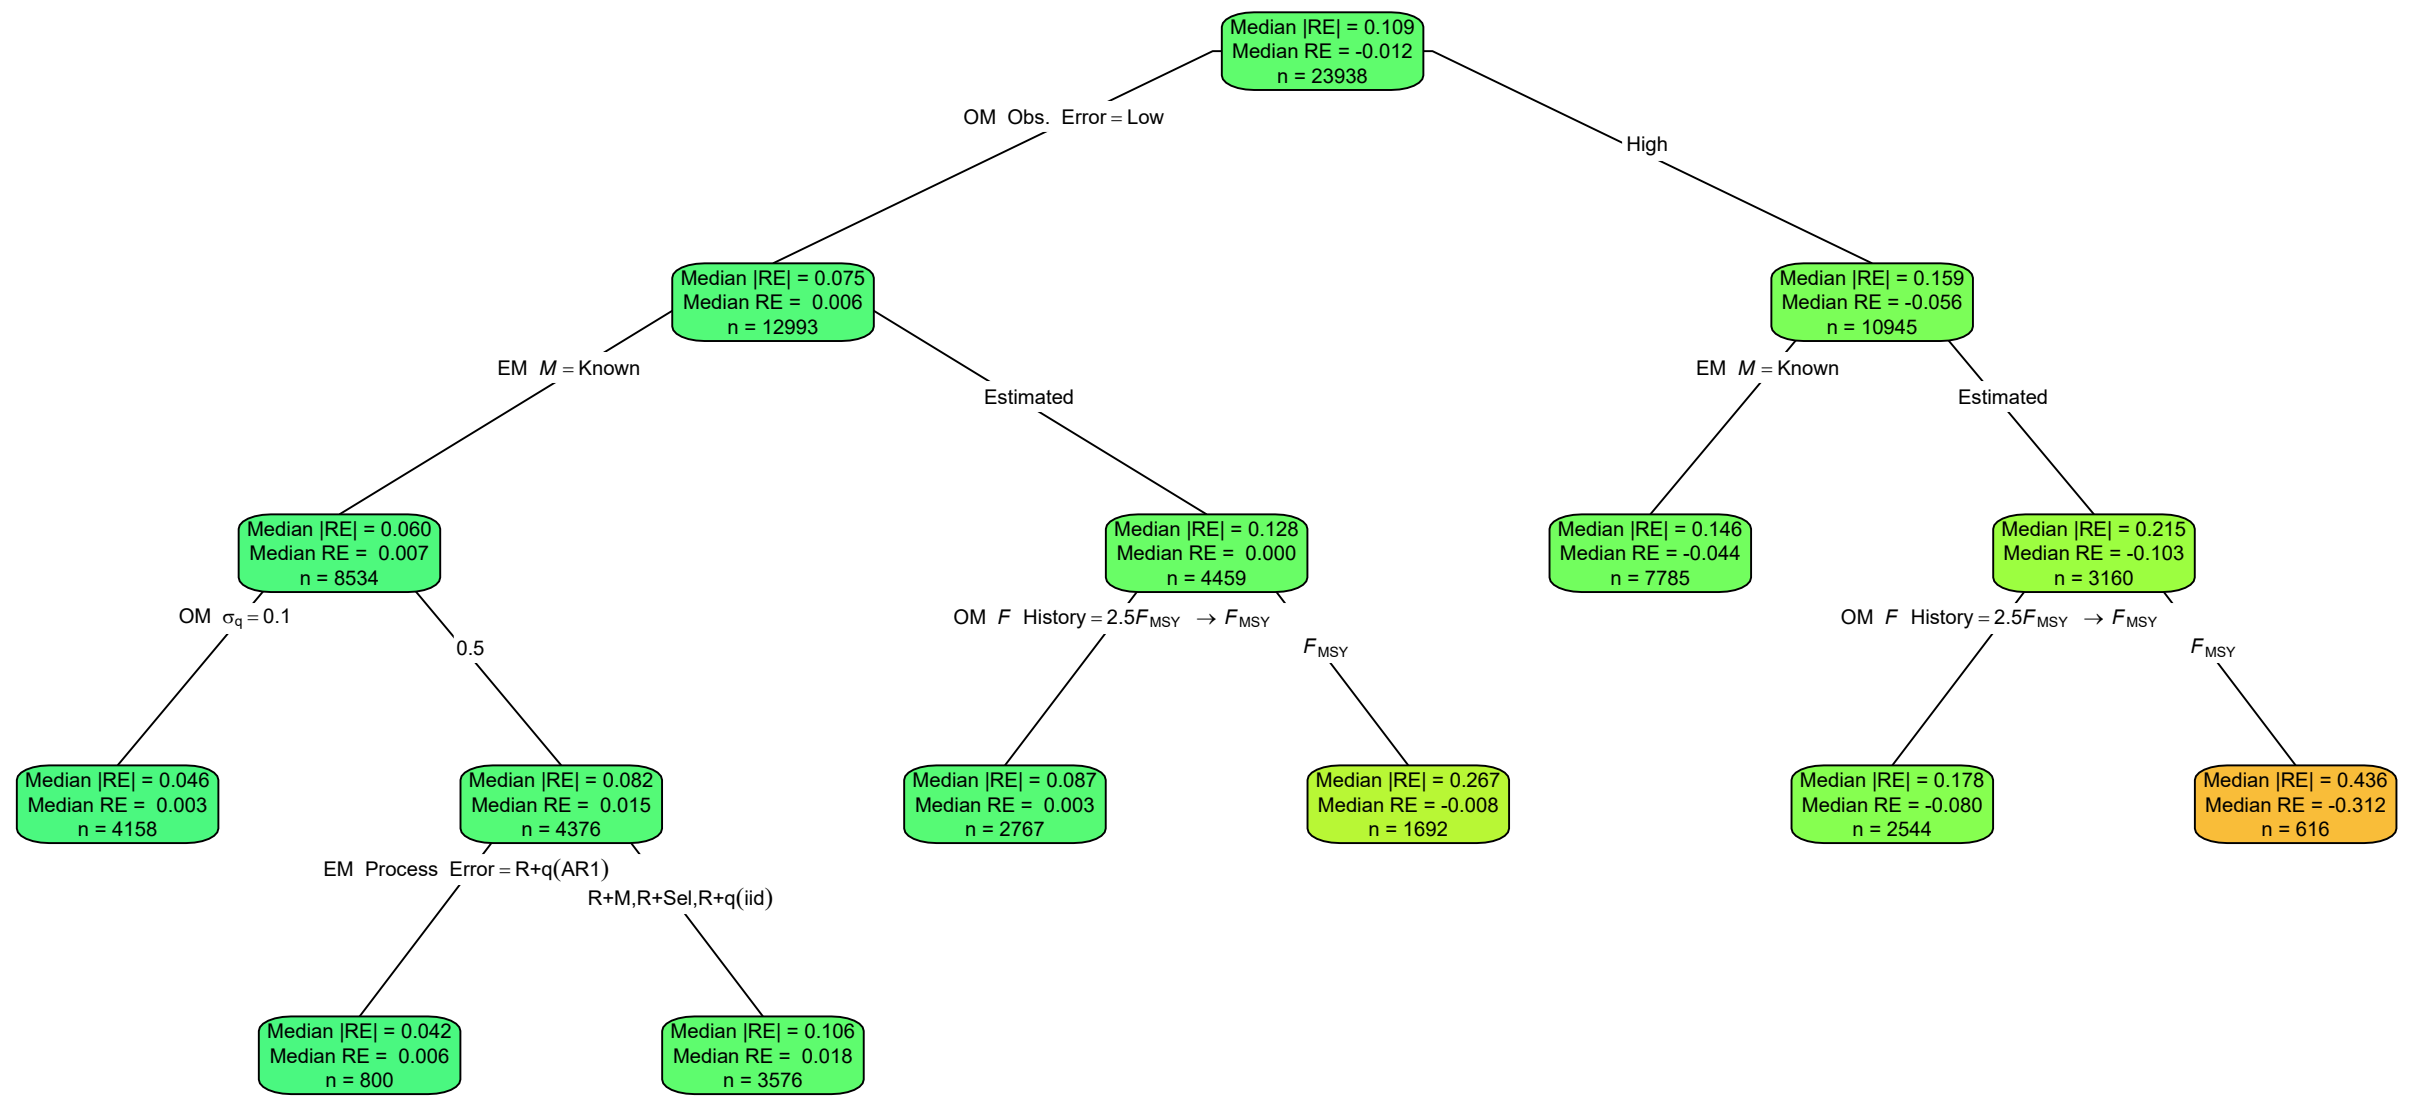 Median |RE| = 0.109
Median RE = -0.012
n = 23938
OM Obs. Error = Low
High
Median |RE| = 0.075
Median RE = 0.006
n = 12993
Median |RE| = 0.159
Median RE = -0.056
n = 10945
EM M = Known
Estimated
EM M = Known
Estimated
Median |RE| = 0.060
Median RE = 0.007
n = 8534
Median |RE| = 0.128
Median RE = 0.000
n = 4459
Median |RE| = 0.146
Median RE = -0.044
n = 7785
Median |RE| = 0.215
Median RE = -0.103
n = 3160
OM σq = 0.1
0.5
OM F History = 2.5FMSY → FMSY
FMSY
OM F History = 2.5FMSY → FMSY
FMSY
Median |RE| = 0.046
Median RE = 0.003
n = 4158
Median |RE| = 0.082
Median RE = 0.015
n = 4376
Median |RE| = 0.087
Median RE = 0.003
n = 2767
Median |RE| = 0.267
Median RE = -0.008
n = 1692
Median |RE| = 0.178
Median RE = -0.080
n = 2544
Median |RE| = 0.436
Median RE = -0.312
n = 616
EM Process Error = R+q(AR1)
R+M,R+Sel,R+q(iid)
Median |RE| = 0.042
Median RE = 0.006
n = 800
Median |RE| = 0.106
Median RE = 0.018
n = 3576